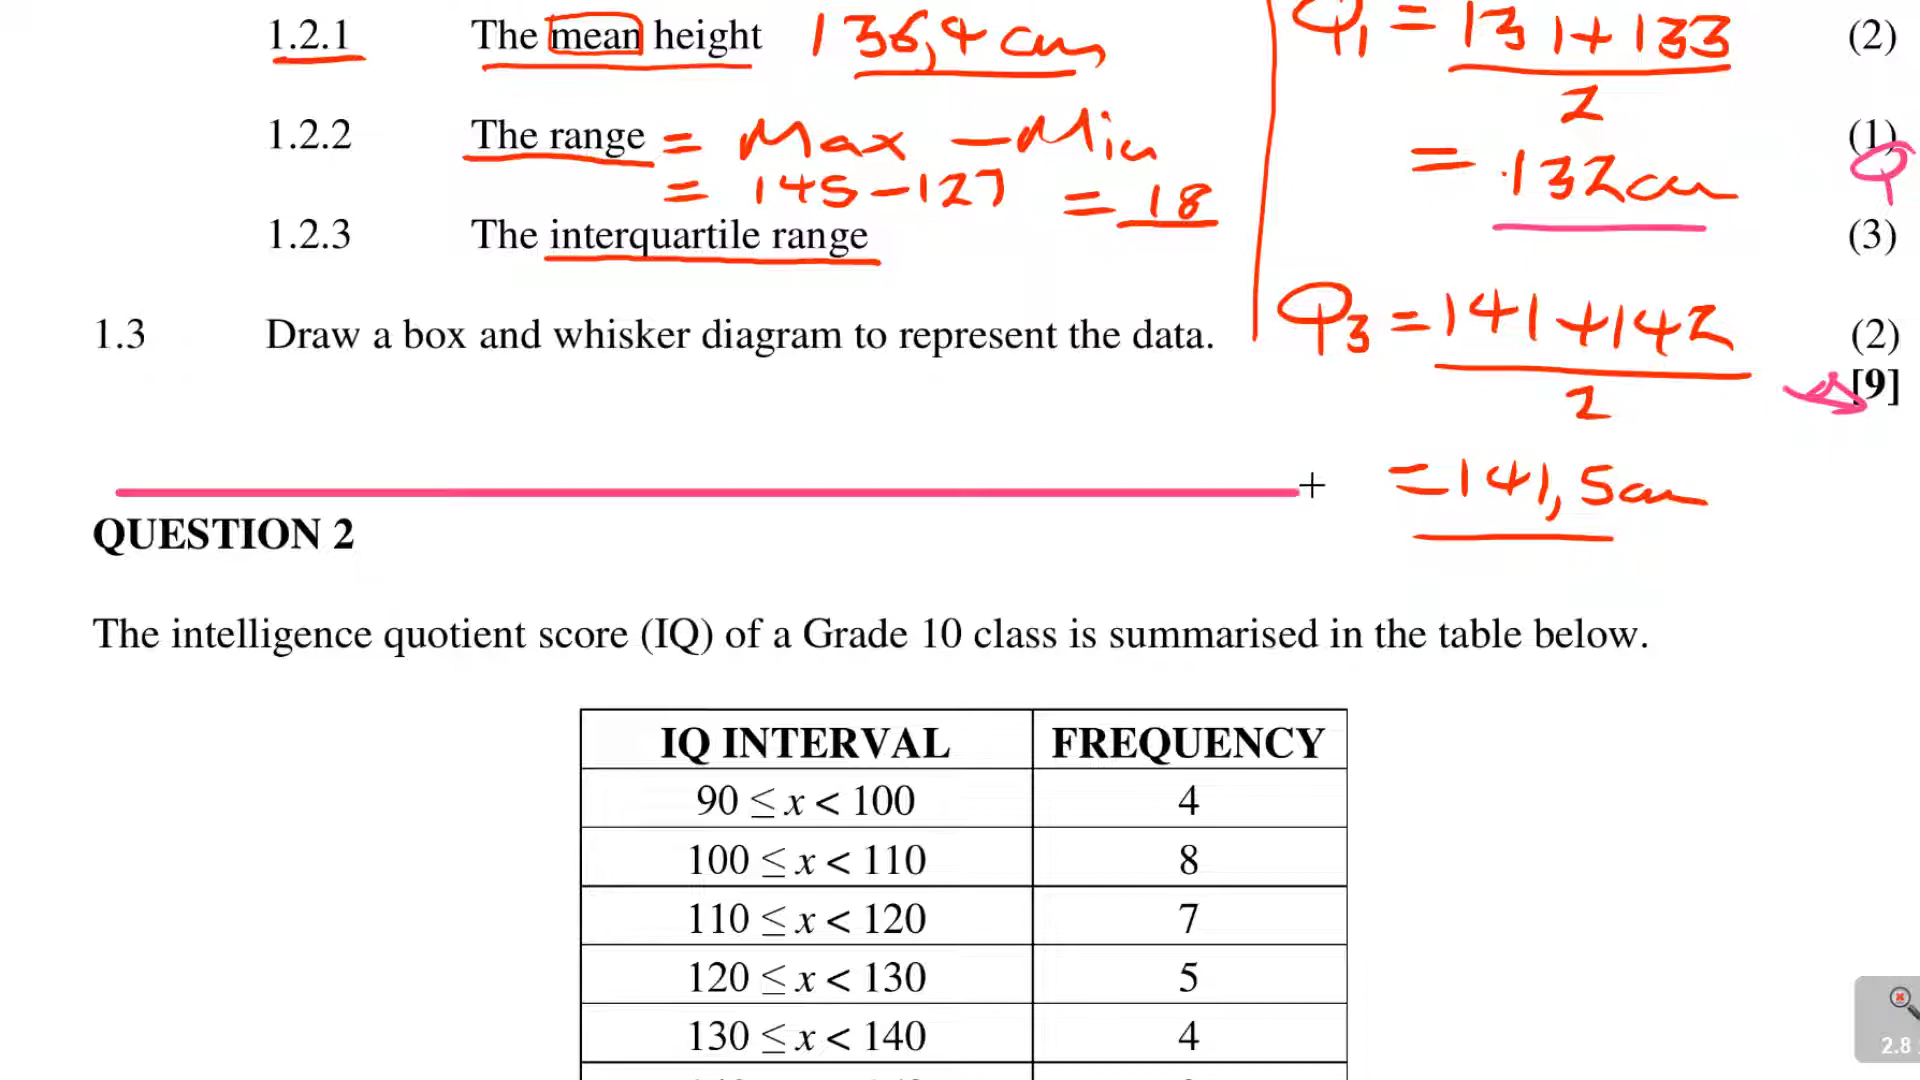 1.2.1 The mean height 136,4 cm (2)
Q1 = 131 + 133
2
= 132cm
1.2.2 The range = Max - Min (1)
= 145 - 127 = 18
Q
1.2.3 The interquartile range (3)
1.3 Draw a box and whisker diagram to represent the data. (2)
[9]
Q3 = 141 + 142
2
= 141,5cm
QUESTION 2
The intelligence quotient score (IQ) of a Grade 10 class is summarised in the table below.
IQ INTERVAL FREQUENCY
90 ≤ x < 100 4
100 ≤ x < 110 8
110 ≤ x < 120 7
120 ≤ x < 130 5
130 ≤ x < 140 4
2.8